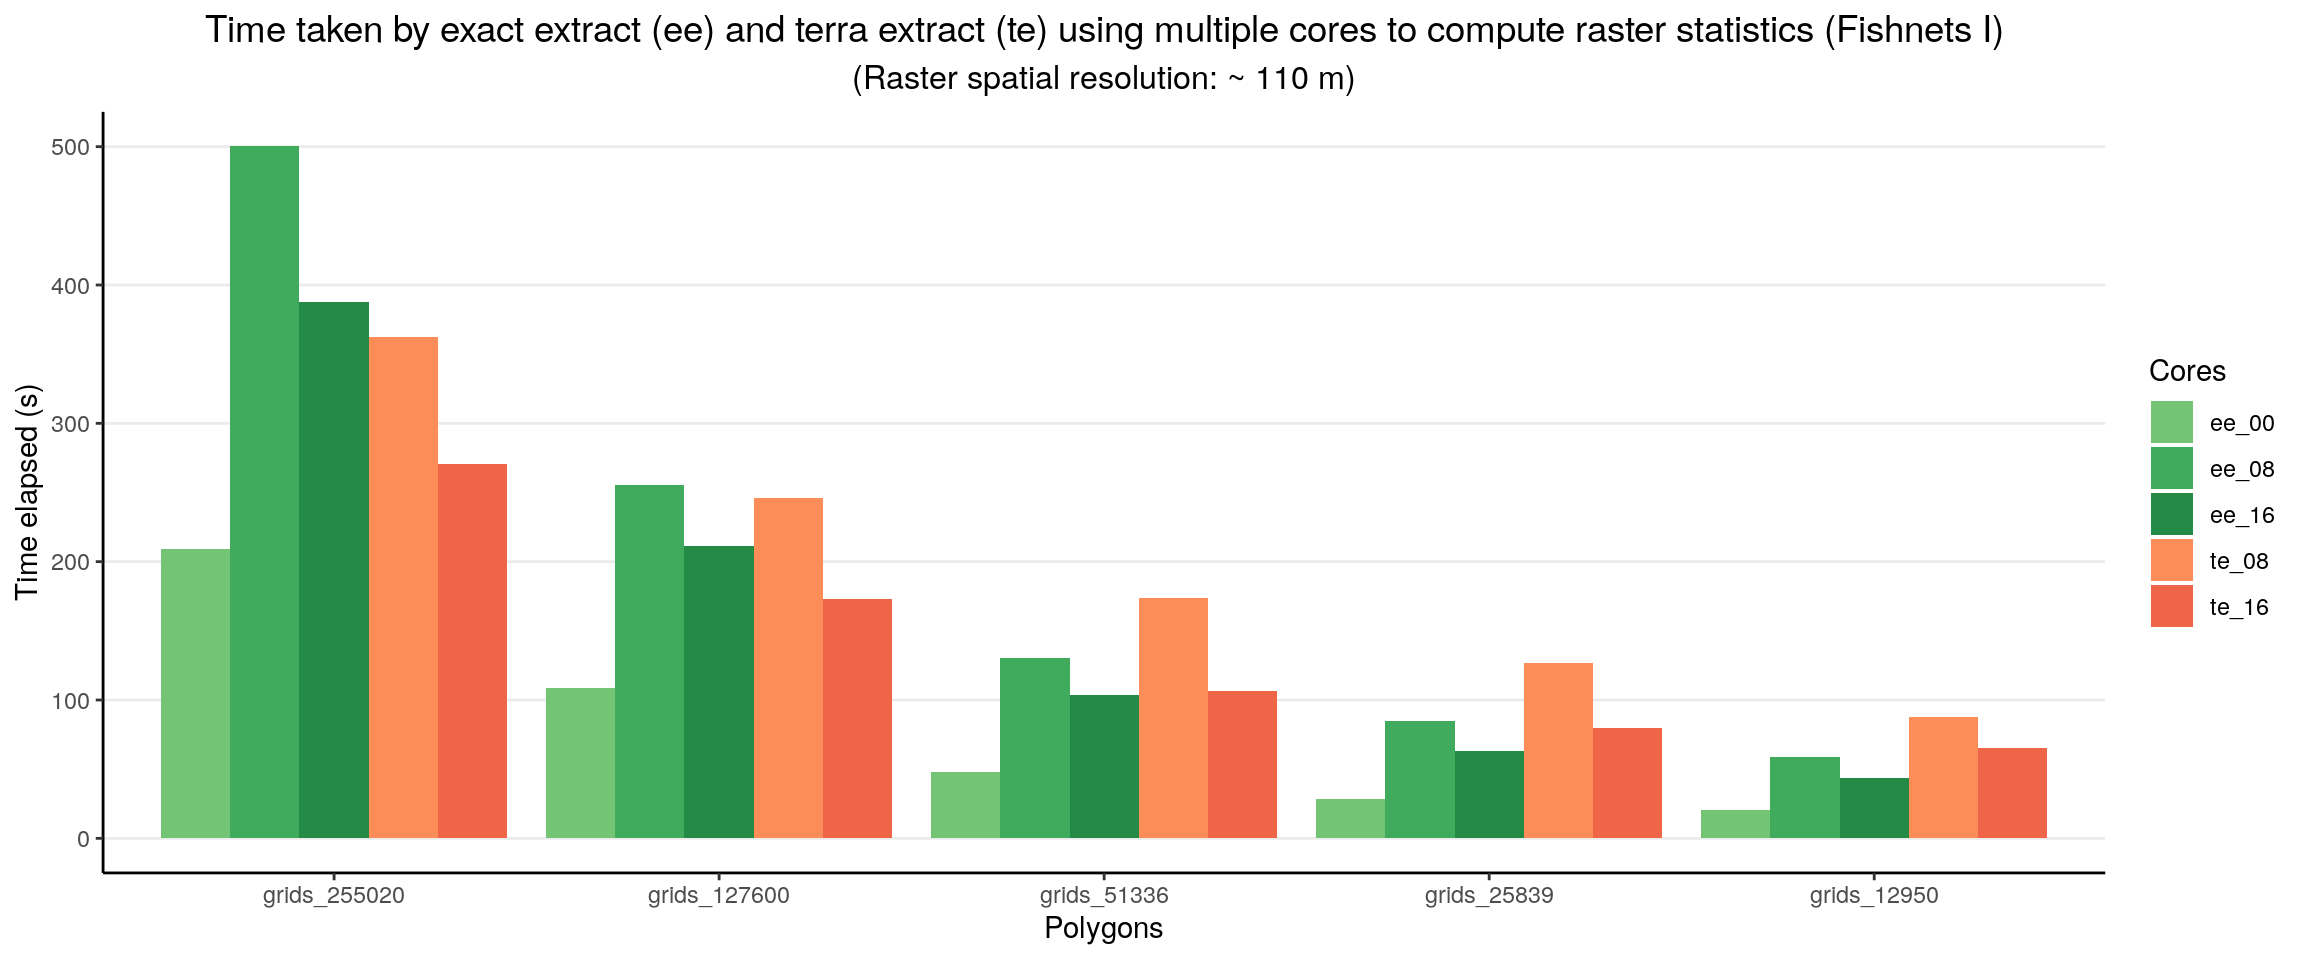 Time taken by exact extract (ee) and terra extract (te) using multiple cores to compute raster statistics (Fishnets I)
(Raster spatial resolution: ~ 110 m)
Time elapsed (s)
500
400
300
200
100
0
grids_255020
grids_127600
grids_51336
grids_25839
grids_12950
Polygons
Cores
ee_00
ee_08
ee_16
te_08
te_16